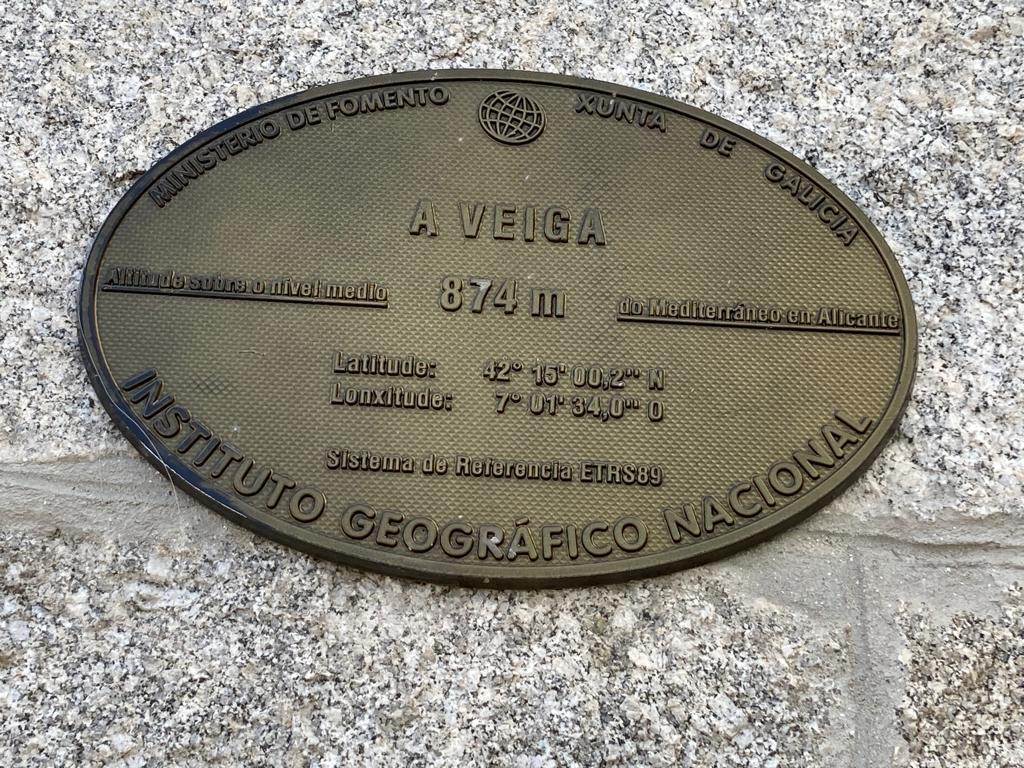 MINISTERIO DE FOMENTO
XUNTA DE GALICIA
A VEIGA
Altitude sobre o nivel medio 874 m do Mediterráneo en Alicante
Latitude: 42° 15' 00,2" N
Lonxitude: 7° 01' 34,0" O
Sistema de Referencia ETRS89
INSTITUTO GEOGRÁFICO NACIONAL